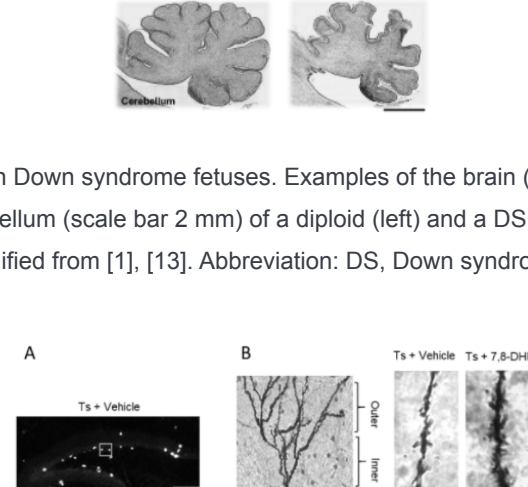 Cerebellum
n Down syndrome fetuses. Examples of the brain (
ellum (scale bar 2 mm) of a diploid (left) and a DS
ified from [1], [13]. Abbreviation: DS, Down syndro
A
B
Ts + Vehicle
Ts + Vehicle Ts + 7,8-DH
Outer
Inner